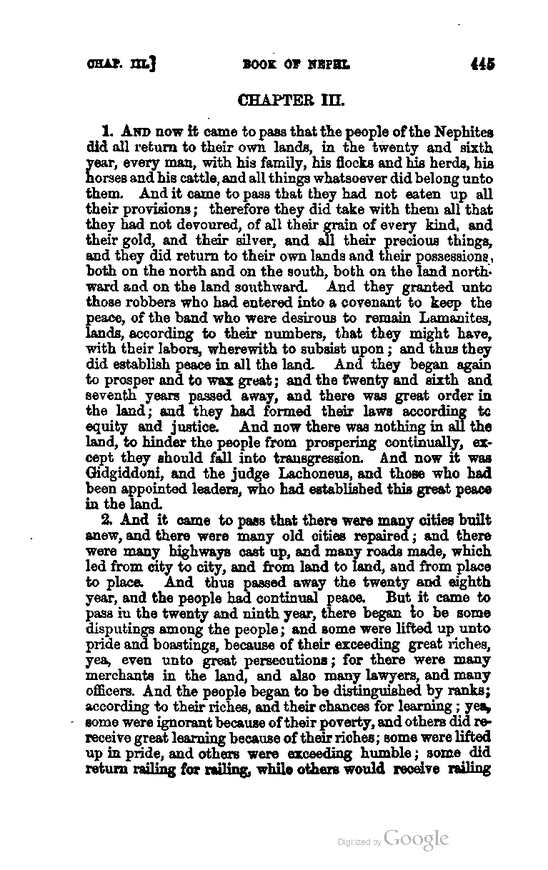 CHAP. III.]
BOOK OF NEPHI.
445
CHAPTER III.
1. AND now it came to pass that the people of the Nephites
did all return to their own lands, in the twenty and sixth
year, every man, with his family, his flocks and his herds, his
horses and his cattle, and all things whatsoever did belong unto
them. And it came to pass that they had not eaten up all
their provisions; therefore they did take with them all that
they had not devoured, of all their grain of every kind, and
their gold, and their silver, and all their precious things,
and they did return to their own lands and their possessions,
both on the north and on the south, both on the land north-
ward and on the land southward. And they granted unto
those robbers who had entered into a covenant to keep the
peace, of the band who were desirous to remain Lamanites,
lands, according to their numbers, that they might have,
with their labors, wherewith to subsist upon; and thus they
did establish peace in all the land. And they began again
to prosper and to wax great; and the twenty and sixth and
seventh years passed away, and there was great order in
the land; and they had formed their laws according to
equity and justice. And now there was nothing in all the
land, to hinder the people from prospering continually, ex-
cept they should fall into transgression. And now it was
Gidgiddoni, and the judge Lachoneus, and those who had
been appointed leaders, who had established this great peace
in the land.
2. And it came to pass that there were many cities built
anew, and there were many old cities repaired; and there
were many highways cast up, and many roads made, which
led from city to city, and from land to land, and from place
to place. And thus passed away the twenty and eighth
year, and the people had continual peace. But it came to
pass in the twenty and ninth year, there began to be some
disputings among the people; and some were lifted up unto
pride and boastings, because of their exceeding great riches,
yea, even unto great persecutions; for there were many
merchants in the land, and also many lawyers, and many
officers. And the people began to be distinguished by ranks;
according to their riches, and their chances for learning; yea,
some were ignorant because of their poverty, and others did re-
receive great learning because of their riches; some were lifted
up in pride, and others were exceeding humble; some did
return railing for railing, while others would receive railing
Digitized by Google